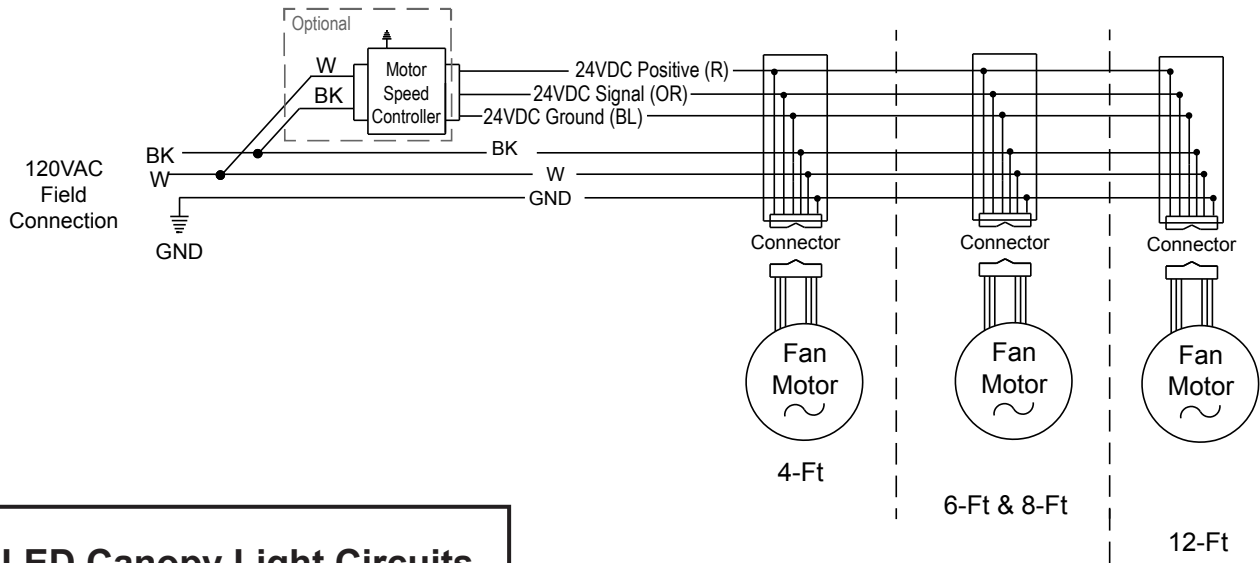 Optional
W
BK
Motor
Speed
Controller
24VDC Positive (R)
24VDC Signal (OR)
24VDC Ground (BL)
120VAC
Field
Connection
BK
W
GND
BK
W
GND
Connector
Connector
Connector
Fan
Motor
Fan
Motor
Fan
Motor
4-Ft
6-Ft & 8-Ft
12-Ft
LED Canopy Light Circuits